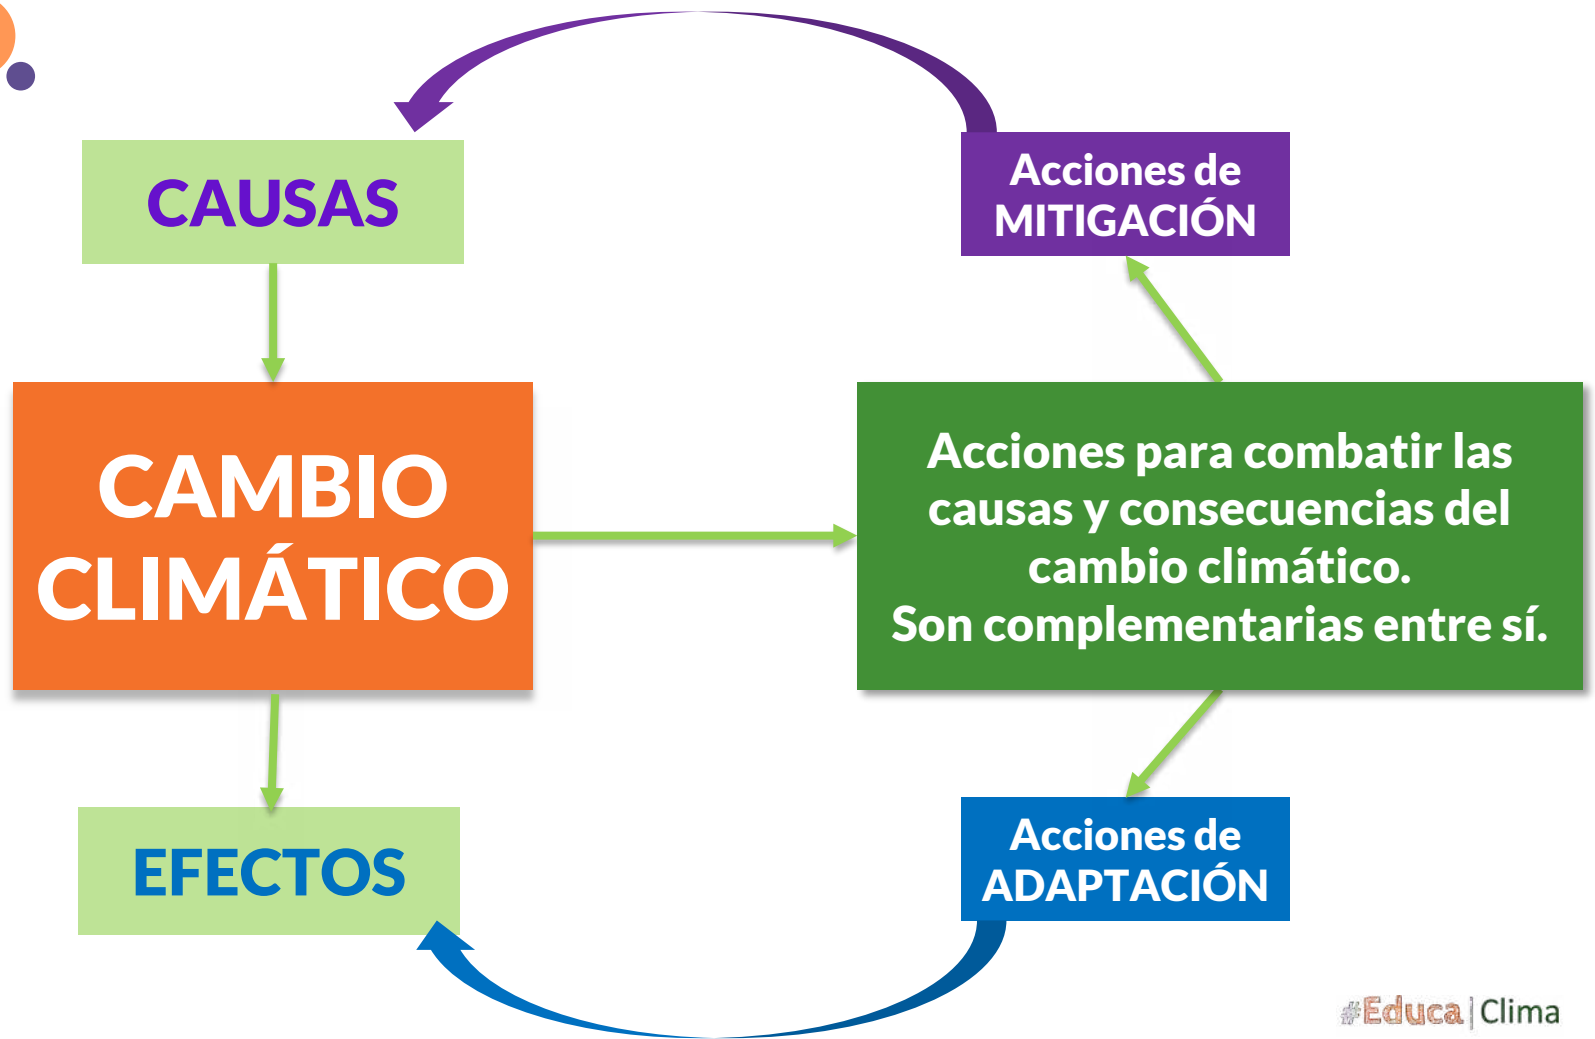 CAUSAS
Acciones de
MITIGACIÓN
CAMBIO
CLIMÁTICO
Acciones para combatir las
causas y consecuencias del
cambio climático.
Son complementarias entre sí.
EFECTOS
Acciones de
ADAPTACIÓN
#Educa|Clima